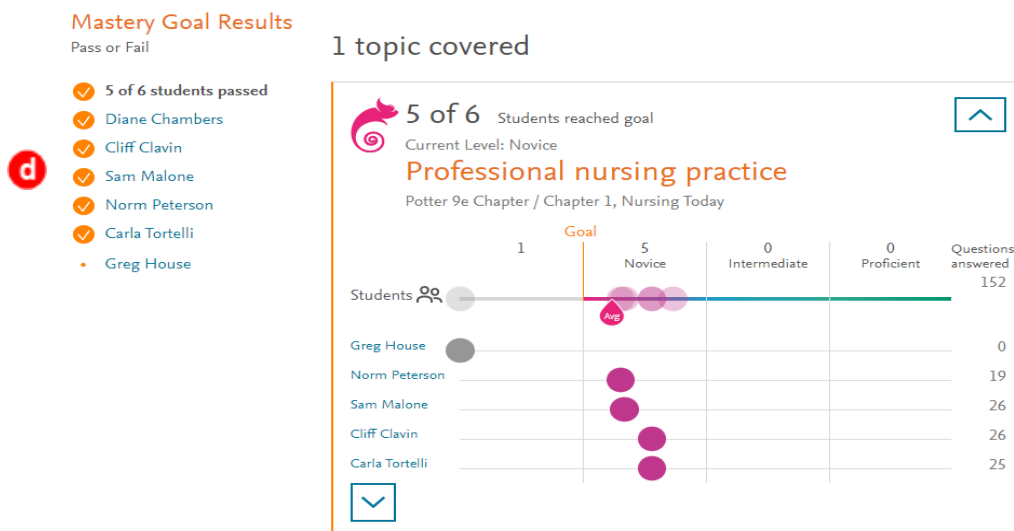 Mastery Goal Results
Pass or Fail
5 of 6 students passed
Diane Chambers
Cliff Clavin
Sam Malone
Norm Peterson
Carla Tortelli
Greg House
d
1 topic covered
5 of 6 Students reached goal
Current Level: Novice
Professional nursing practice
Potter 9e Chapter / Chapter 1, Nursing Today
Goal
1
5 Novice
0 Intermediate
0 Proficient
Questions answered
152
Students
Avg
Greg House 0
Norm Peterson 19
Sam Malone 26
Cliff Clavin 26
Carla Tortelli 25